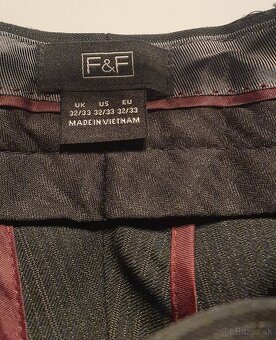 F&F
UK US EU
32/33 32/33 32/33
MADE IN VIETNAM